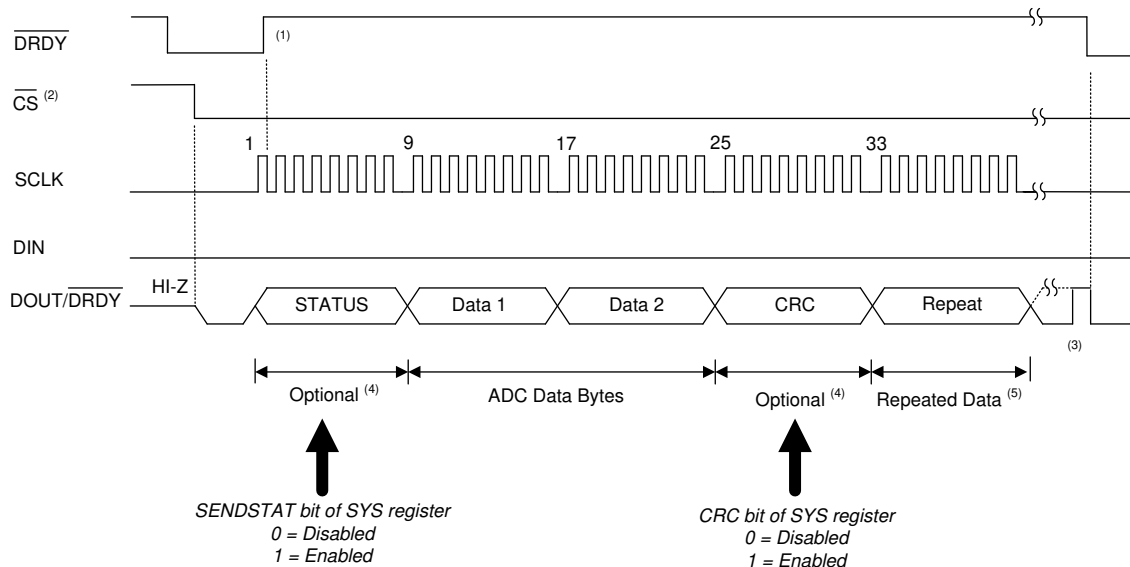 DRDY
(1)
CS (2)
1 9 17 25 33
SCLK
DIN
HI-Z
DOUT/DRDY
STATUS Data 1 Data 2 CRC Repeat
(3)
Optional (4) ADC Data Bytes Optional (4) Repeated Data (5)
SENDSTAT bit of SYS register
0 = Disabled
1 = Enabled
CRC bit of SYS register
0 = Disabled
1 = Enabled